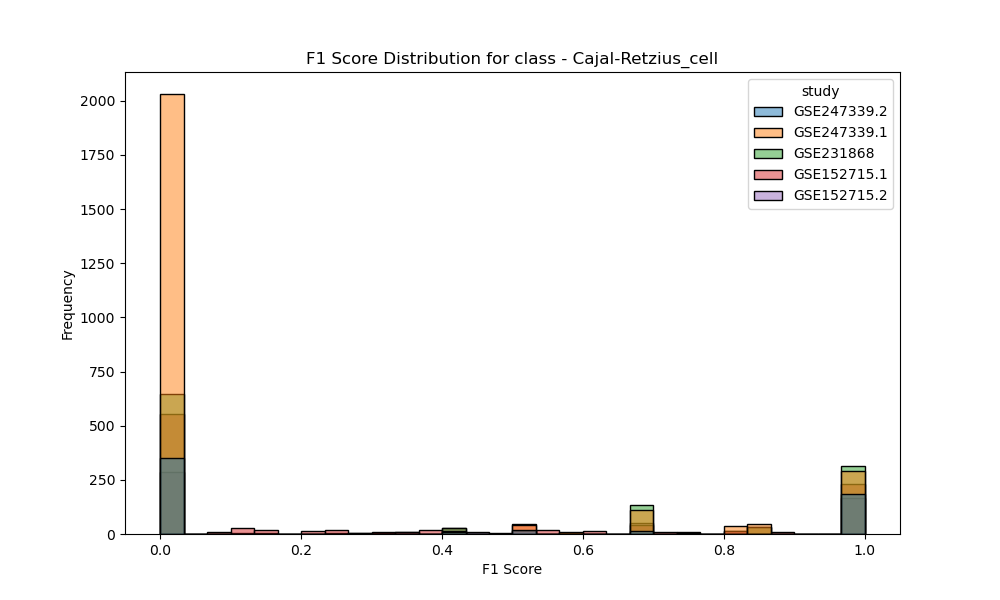 F1 Score Distribution for class - Cajal-Retzius_cell
study
GSE247339.2
GSE247339.1
GSE231868
GSE152715.1
GSE152715.2
Frequency
2000
1750
1500
1250
1000
750
500
250
0
0.0 0.2 0.4 0.6 0.8 1.0
F1 Score